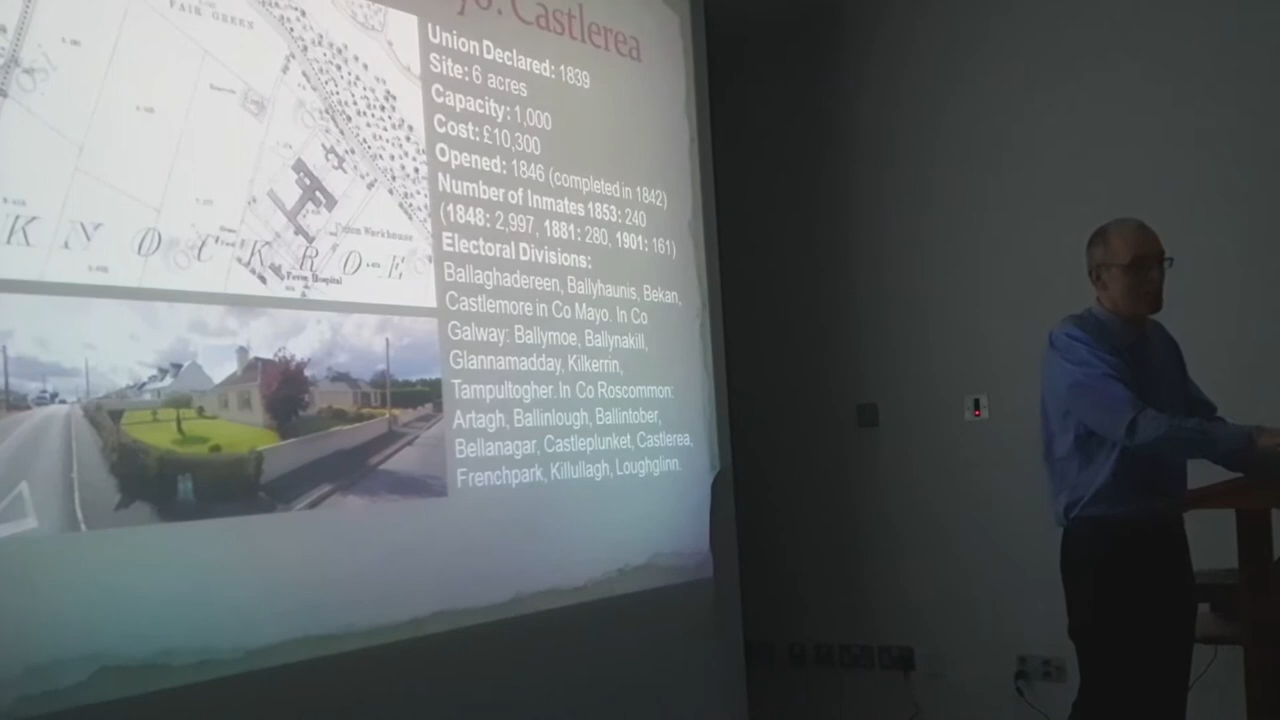 yo. Castlerea
Union Declared: 1839
Site: 6 acres
Capacity: 1,000
Cost: £10,300
Opened: 1846 (completed in 1842)
Number of Inmates 1853: 240
(1848: 2,997, 1881: 280, 1901: 161)
Electoral Divisions:
Ballaghadereen, Ballyhaunis, Bekan,
Castlemore in Co Mayo. In Co
Galway: Ballymoe, Ballynakill,
Glannamadday, Kilkerrin,
Tampultogher. In Co Roscommon:
Artagh, Ballinlough, Ballintober,
Bellanagar, Castleplunket, Castlerea,
Frenchpark, Killullagh, Loughglinn.
FAIR GREEN
KNOCKROE
Union Workhouse
Fever Hospital